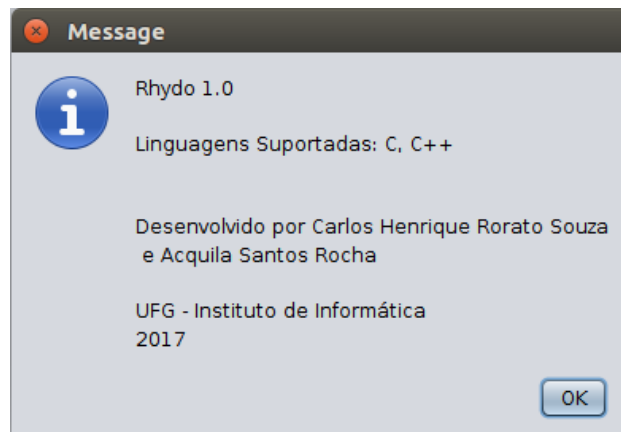 Message
Rhydo 1.0
Linguagens Suportadas: C, C++
Desenvolvido por Carlos Henrique Rorato Souza
e Acquila Santos Rocha
UFG - Instituto de Informática
2017
OK